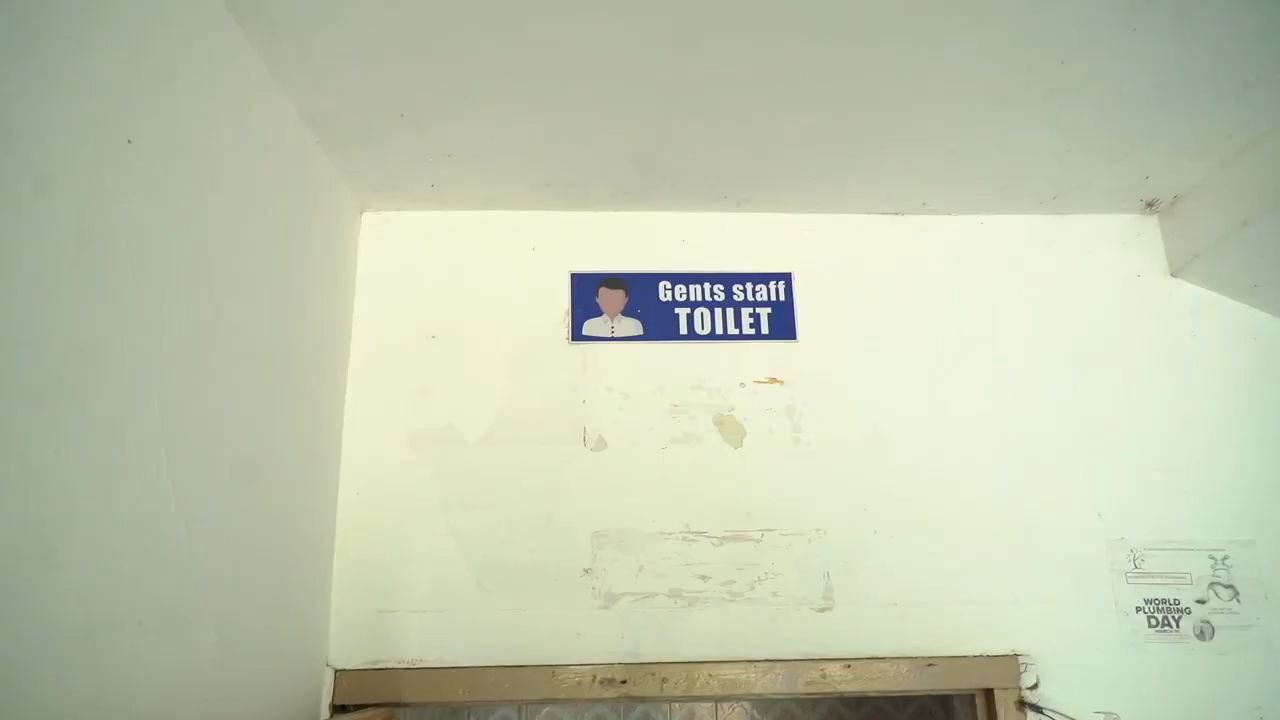 Gents staff
TOILET
WORLD
PLUMBING
DAY